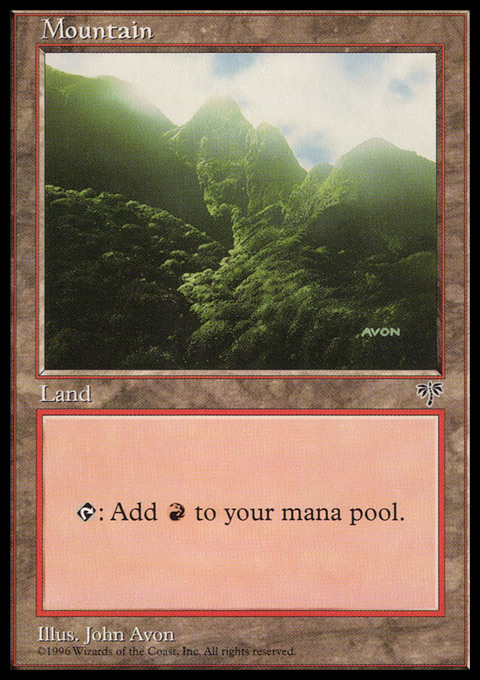 Mountain
AVON
Land
: Add to your mana pool.
Illus. John Avon
©1996 Wizards of the Coast, Inc. All rights reserved.